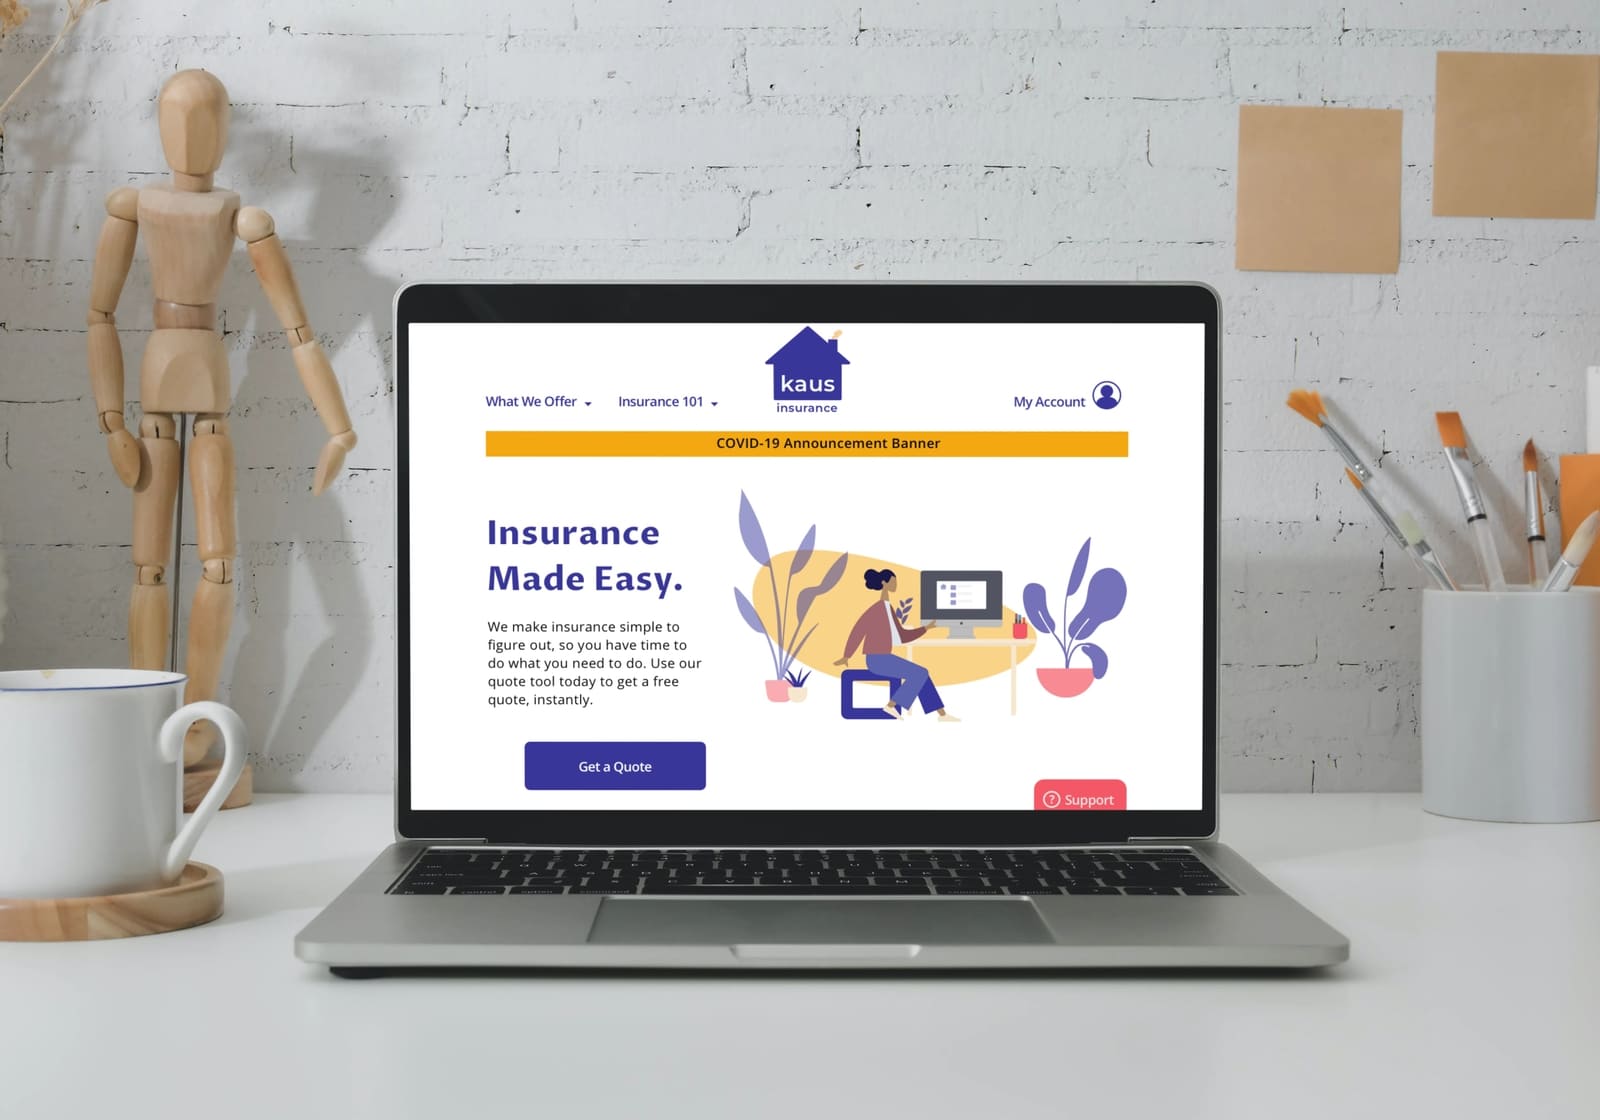 kaus
insurance
What We Offer
Insurance 101
My Account
COVID-19 Announcement Banner
Insurance
Made Easy.
We make insurance simple to
figure out, so you have time to
do what you need to do. Use our
quote tool today to get a free
quote, instantly.
Get a Quote
? Support